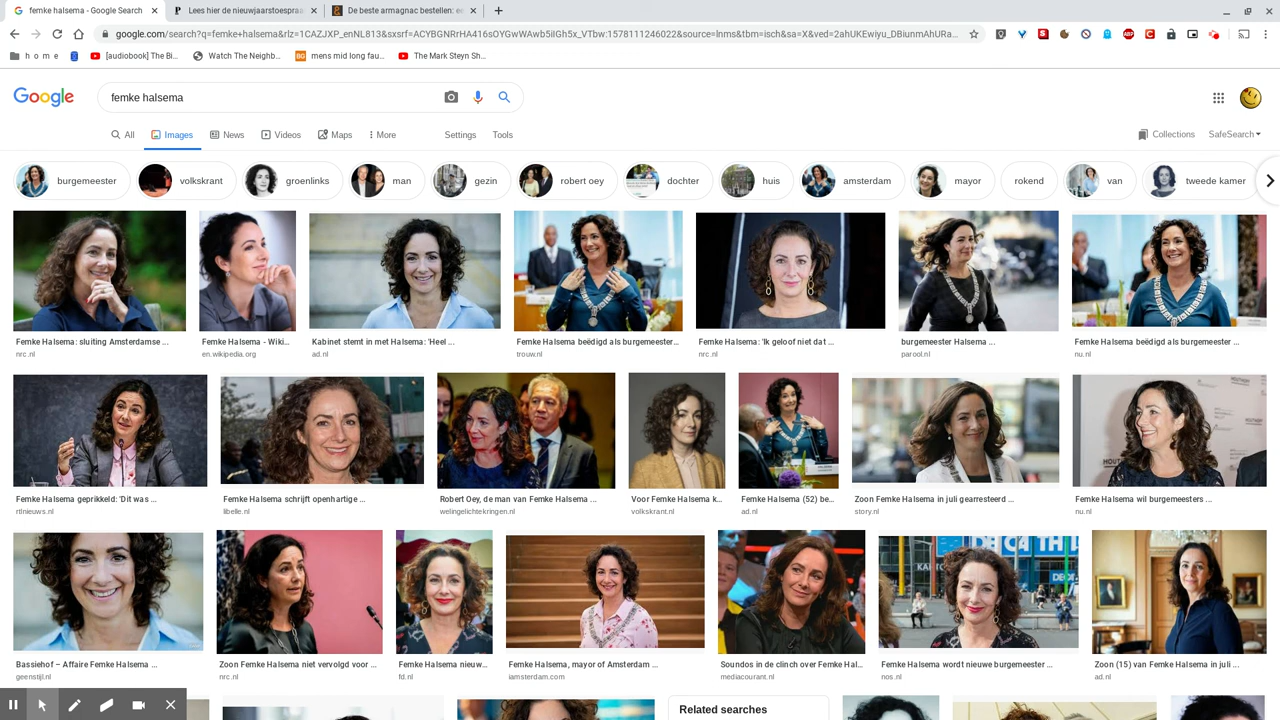 femke halsema - Google Search
Lees hier de nieuwjaarstoespra
De beste armagnac bestellen: ee
google.com/search?q=femke+halsema&rlz=1CAZJXP_enNL813&sxsrf=ACYBGNRrHA416sOYGwWAwb5iIGh5x_VTbw:1578111246022&source=lnms&tbm=isch&sa=X&ved=2ahUKEwiyu_DBiunmAhURa...
h o m e
[audiobook] The Bi...
Watch The Neighb...
BG mens mid long fau...
The Mark Steyn Sh...
Google
femke halsema
All
Images
News
Videos
Maps
More
Settings
Tools
Collections
SafeSearch
burgemeester
volkskrant
groenlinks
man
gezin
robert oey
dochter
huis
amsterdam
mayor
rokend
van
tweede kamer
Femke Halsema: sluiting Amsterdamse ...
nrc.nl
Femke Halsema - Wiki...
en.wikipedia.org
Kabinet stemt in met Halsema: 'Heel ...
ad.nl
Femke Halsema beëdigd als burgemeester...
trouw.nl
Femke Halsema: 'Ik geloof niet dat ...
nrc.nl
burgemeester Halsema ...
parool.nl
Femke Halsema beëdigd als burgemeester ...
nu.nl
Femke Halsema geprikkeld: 'Dit was ...
rtlnieuws.nl
Femke Halsema schrijft openhartige ...
libelle.nl
Robert Oey, de man van Femke Halsema ...
welingelichtekringen.nl
Voor Femke Halsema k...
volkskrant.nl
Femke Halsema (52) be...
ad.nl
Zoon Femke Halsema in juli gearresteerd ...
story.nl
Femke Halsema wil burgemeesters ...
nu.nl
Bassiehof – Affaire Femke Halsema ...
geenstijl.nl
Zoon Femke Halsema niet vervolgd voor ...
nrc.nl
Femke Halsema nieuw...
fd.nl
Femke Halsema, mayor of Amsterdam ...
iamsterdam.com
Soundos in de clinch over Femke Hal...
mediacourant.nl
Femke Halsema wordt nieuwe burgemeester ...
nos.nl
Zoon (15) van Femke Halsema in juli ...
ad.nl
Related searches